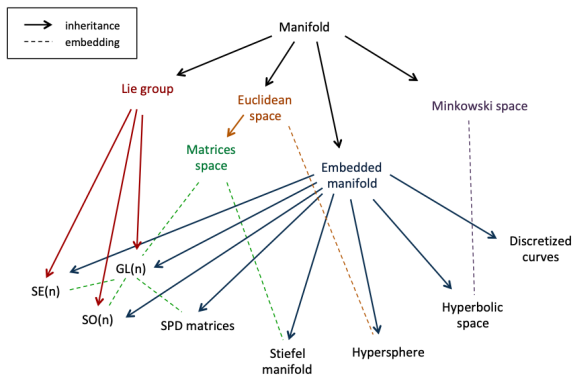 inheritance
embedding
Manifold
Lie group
Euclidean
space
Minkowski space
Matrices
space
Embedded
manifold
Discretized
curves
GL(n)
SE(n)
SO(n)
SPD matrices
Hyperbolic
space
Stiefel
manifold
Hypersphere